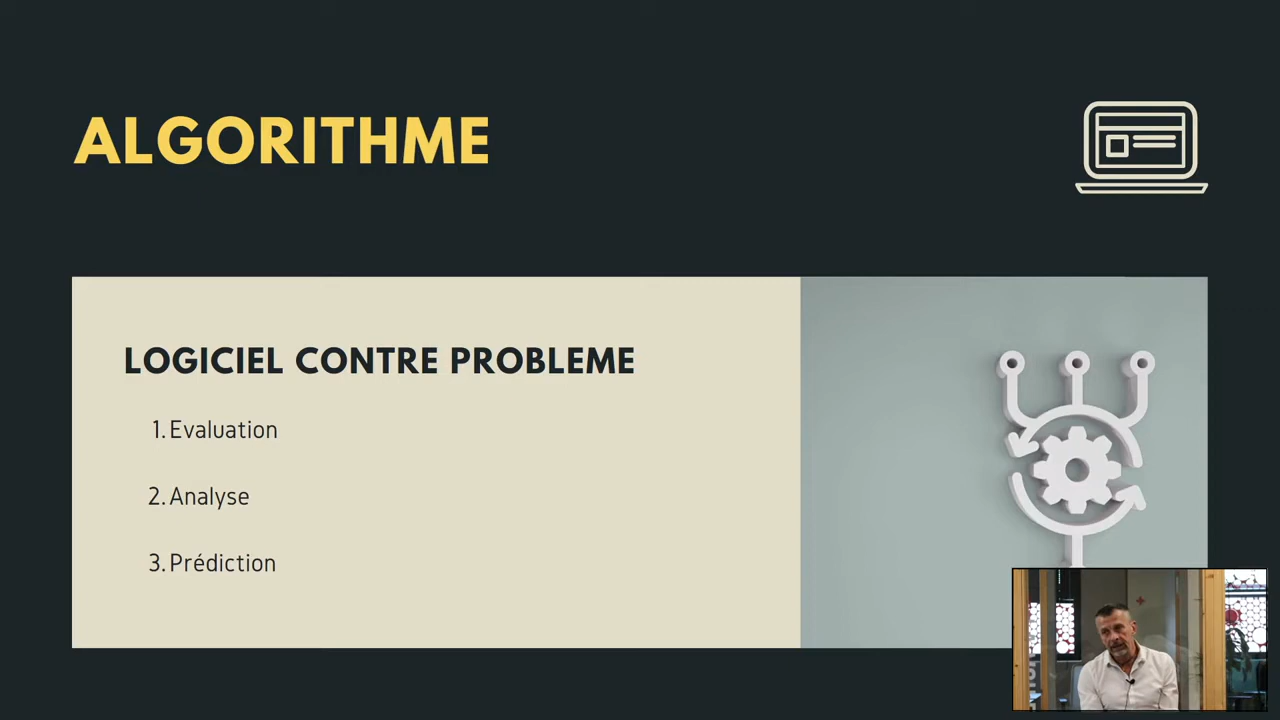 ALGORITHME
LOGICIEL CONTRE PROBLEME
1. Evaluation
2. Analyse
3. Prédiction